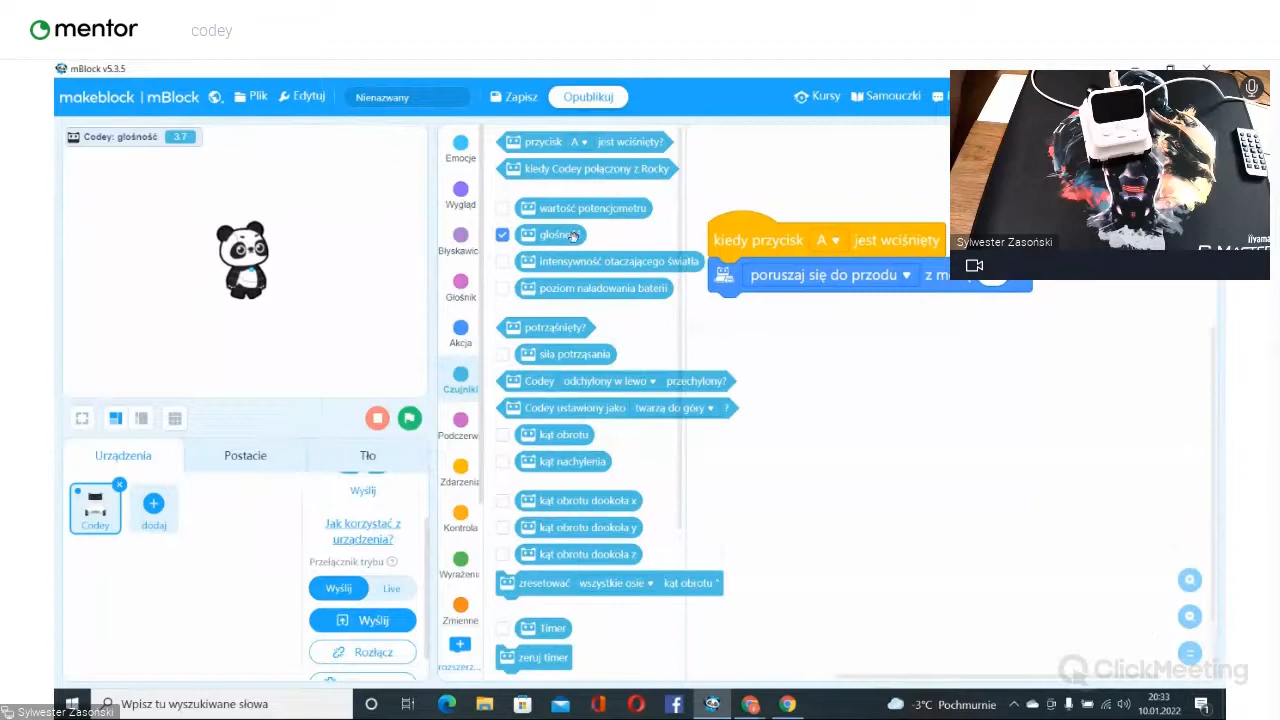 mentor
codey
mBlock v5.3.5
makeblock | mBlock
Plik
Edytuj
Nienazwany
Zapisz
Opublikuj
Kursy
Samouczki
Codey: głośność 3.7
Emocje
Wygląd
Błyskawic
Głośnik
Akcja
Czujniki
Podczerw
Zdarzenia
Kontrola
Wyrażeni
Zmienne
rozszerz...
przycisk A jest wciśnięty?
kiedy Codey połączony z Rocky
wartość potencjometru
intensywność otaczającego światła
poziom naładowania baterii
potrząśnięty?
siła potrząsania
Codey odchylony w lewo przechylony?
Codey ustawiony jako twarzą do góry ?
kąt obrotu
kąt nachylenia
kąt obrotu dookoła x
kąt obrotu dookoła y
kąt obrotu dookoła z
zresetować wszystkie osie kąt obrotu
Timer
zeruj timer
kiedy przycisk A jest wciśnięty
poruszaj się do przodu z
Sylwester Zasoński
iiyama
Urządzenia
Postacie
Tło
Codey
dodaj
Wyślij
Jak korzystać z
urządzenia?
Przełącznik trybu
Wyślij
Live
Wyślij
Rozłącz
ClickMeeting
Wpisz tu wyszukiwane słowa
-3°C Pochmurnie
20:33
10.01.2022
Sylwester Zasoński